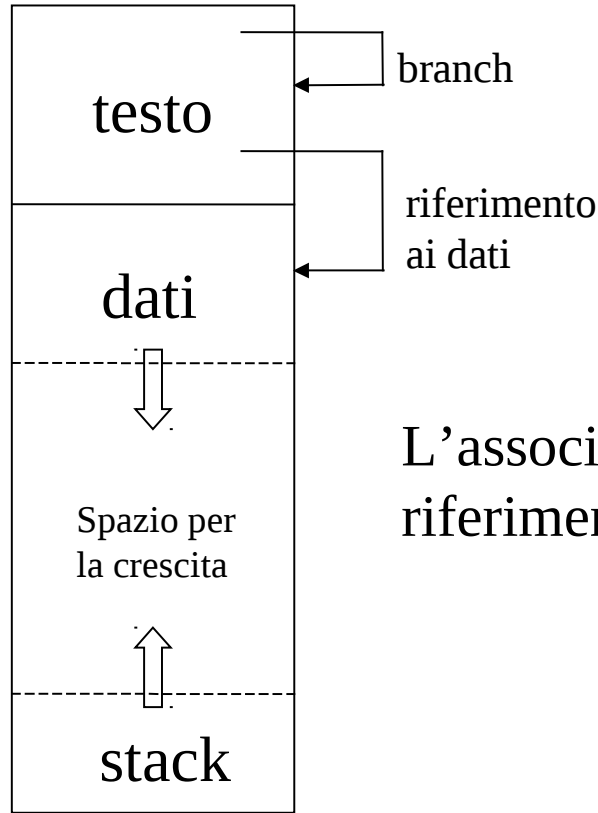 testo
branch
riferimento
ai dati
dati
L’associ
riferimen
Spazio per
la crescita
stack